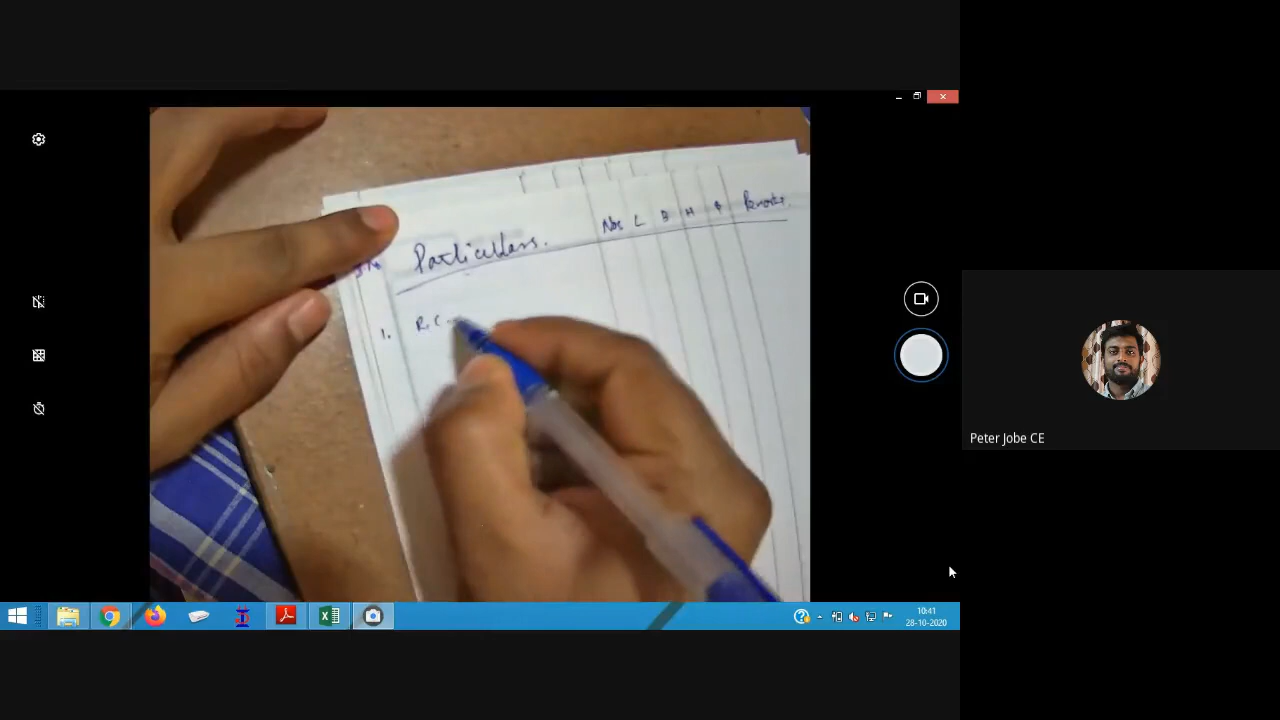 Particulars.
Nos L B H Q Remarks.
1. R.C.
Peter Jobe CE
10:41
28-10-2020